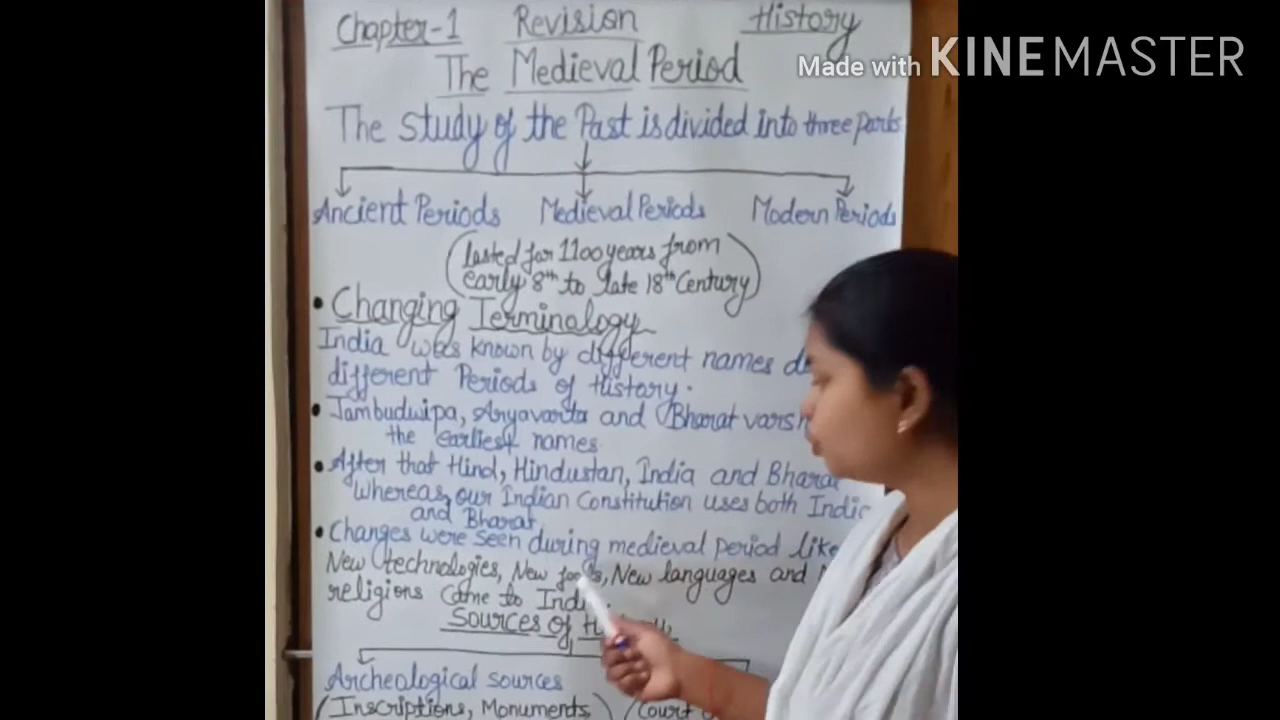 Chapter-1 Revision History
Made with KINEMASTER
The Medieval Period
The study of the Past is divided into three parts
Ancient Periods Medieval Periods Modern Periods
(lasted for 1100 years from
early 8th to late 18th Century)
• Changing Terminology
India was known by different names
different Periods of History.
• Jambudwipa, Aryavarta and Bharat
the earliest names
• After that Hind, Hindustan, India and Bharat
whereas, our Indian Constitution uses both
and Bharat.
• Changes were seen during medieval period like
New technologies, New foods, New languages and
religions Came to
Sources of
Archeological sources
(Inscriptions, Monuments) (Court